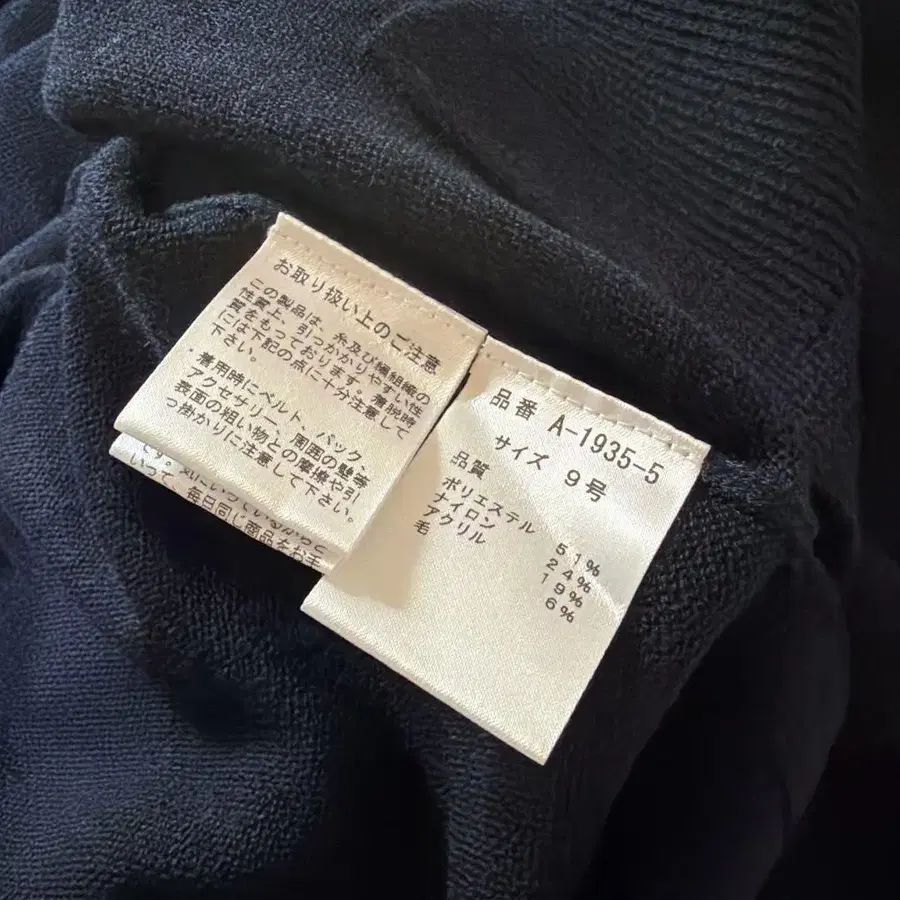 お取り扱い上のご注意
この製品は、糸及び編組織の
性質上、引っかかりやすい性
質をもっております。着脱時
には下記の点に十分注意して
下さい。
・着用時にベルト、バック、
アクセサリー、周囲の壁等
表面の粗い物との摩擦や引
っ掛かりに注意して下さい。
いって、毎日同じ商品をお手
品番 A-1935-5
サイズ 9号
品質
ポリエステル 51%
ナイロン 24%
アクリル 19%
毛 6%